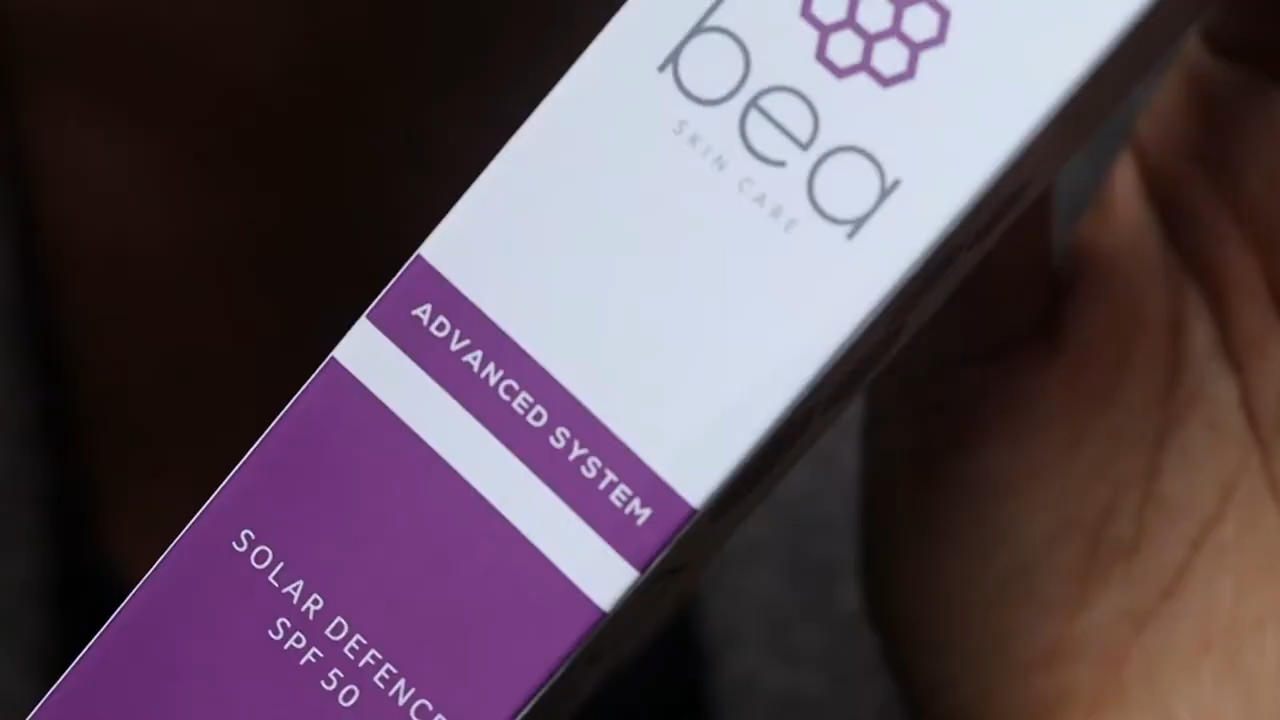 bea
SKIN CARE
ADVANCED SYSTEM
SOLAR DEFENCE
SPF 50